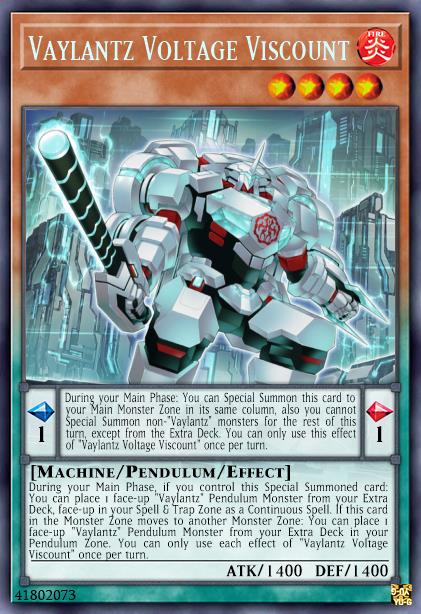 VAYLANTZ VOLTAGE VISCOUNT
FIRE
炎
During your Main Phase: You can Special Summon this card to
your Main Monster Zone in its same column, also you cannot
Special Summon non-"Vaylantz" monsters for the rest of this
turn, except from the Extra Deck. You can only use this effect
of "Vaylantz Voltage Viscount" once per turn.
1
1
[MACHINE/PENDULUM/EFFECT]
During your Main Phase, if you control this Special Summoned card:
You can place 1 face-up "Vaylantz" Pendulum Monster from your Extra
Deck, face-up in your Spell & Trap Zone as a Continuous Spell. If this card
in the Monster Zone moves to another Monster Zone: You can place 1
face-up "Vaylantz" Pendulum Monster from your Extra Deck in your
Pendulum Zone. You can only use each effect of "Vaylantz Voltage
Viscount" once per turn.
ATK/1400 DEF/1400
41802073